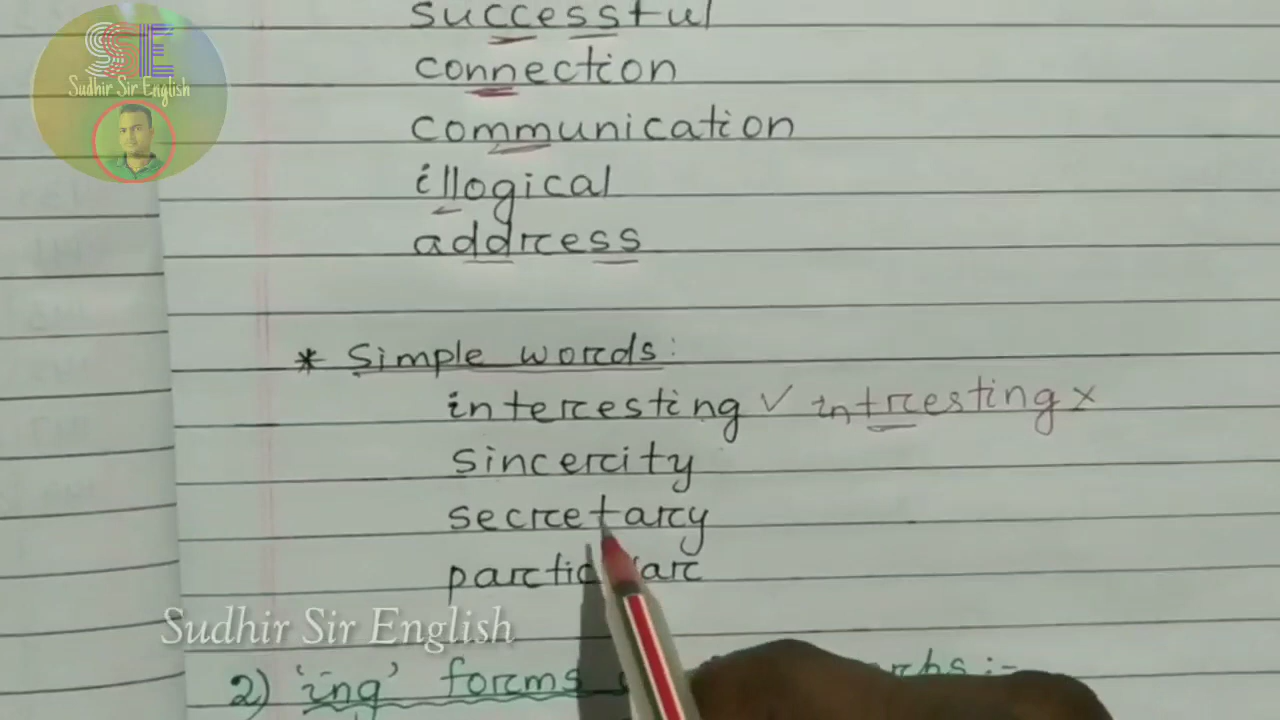 SE
Sudhir Sir English
successful
connection
communication
illogical
address
* Simple words:
interesting ✓ intresting ×
sincerity
secretary
Sudhir Sir English
2) 'ing' forms